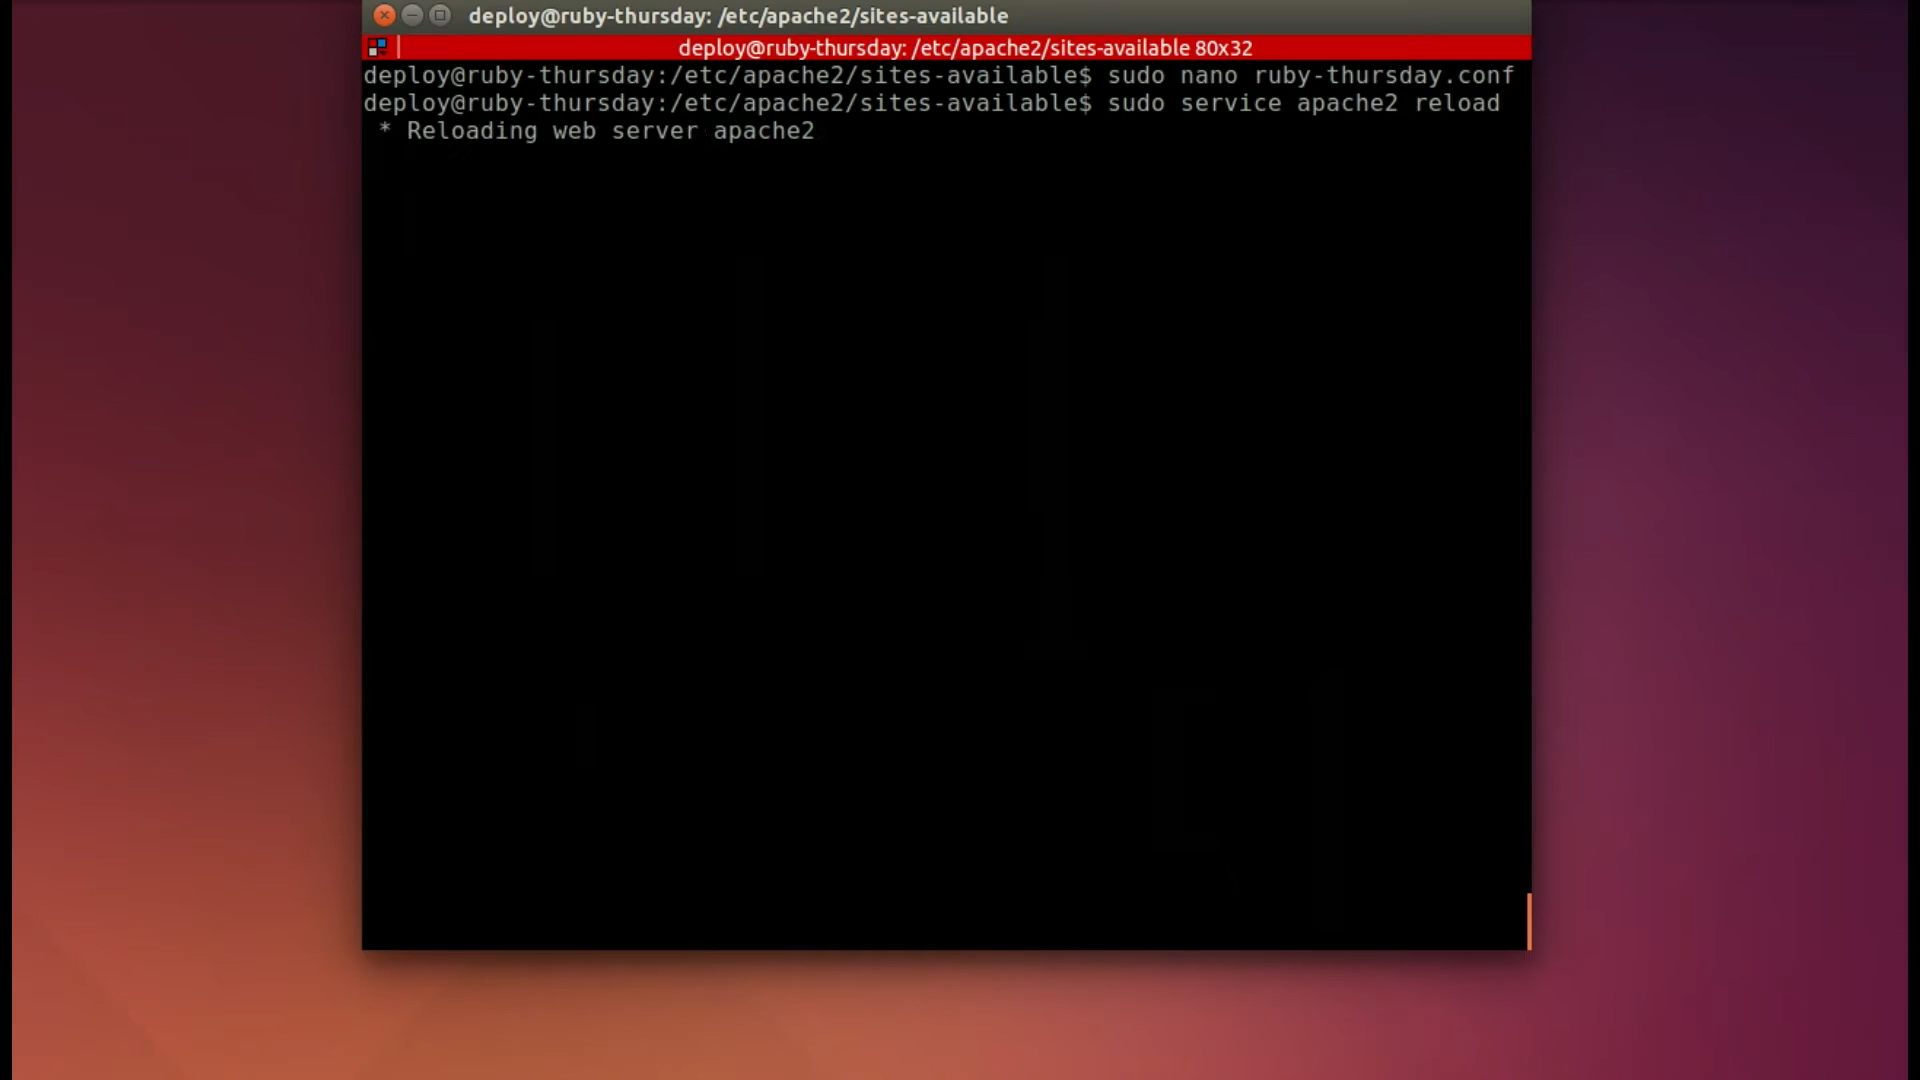 deploy@ruby-thursday: /etc/apache2/sites-available
deploy@ruby-thursday: /etc/apache2/sites-available 80x32
deploy@ruby-thursday:/etc/apache2/sites-available$ sudo nano ruby-thursday.conf
deploy@ruby-thursday:/etc/apache2/sites-available$ sudo service apache2 reload
 * Reloading web server apache2